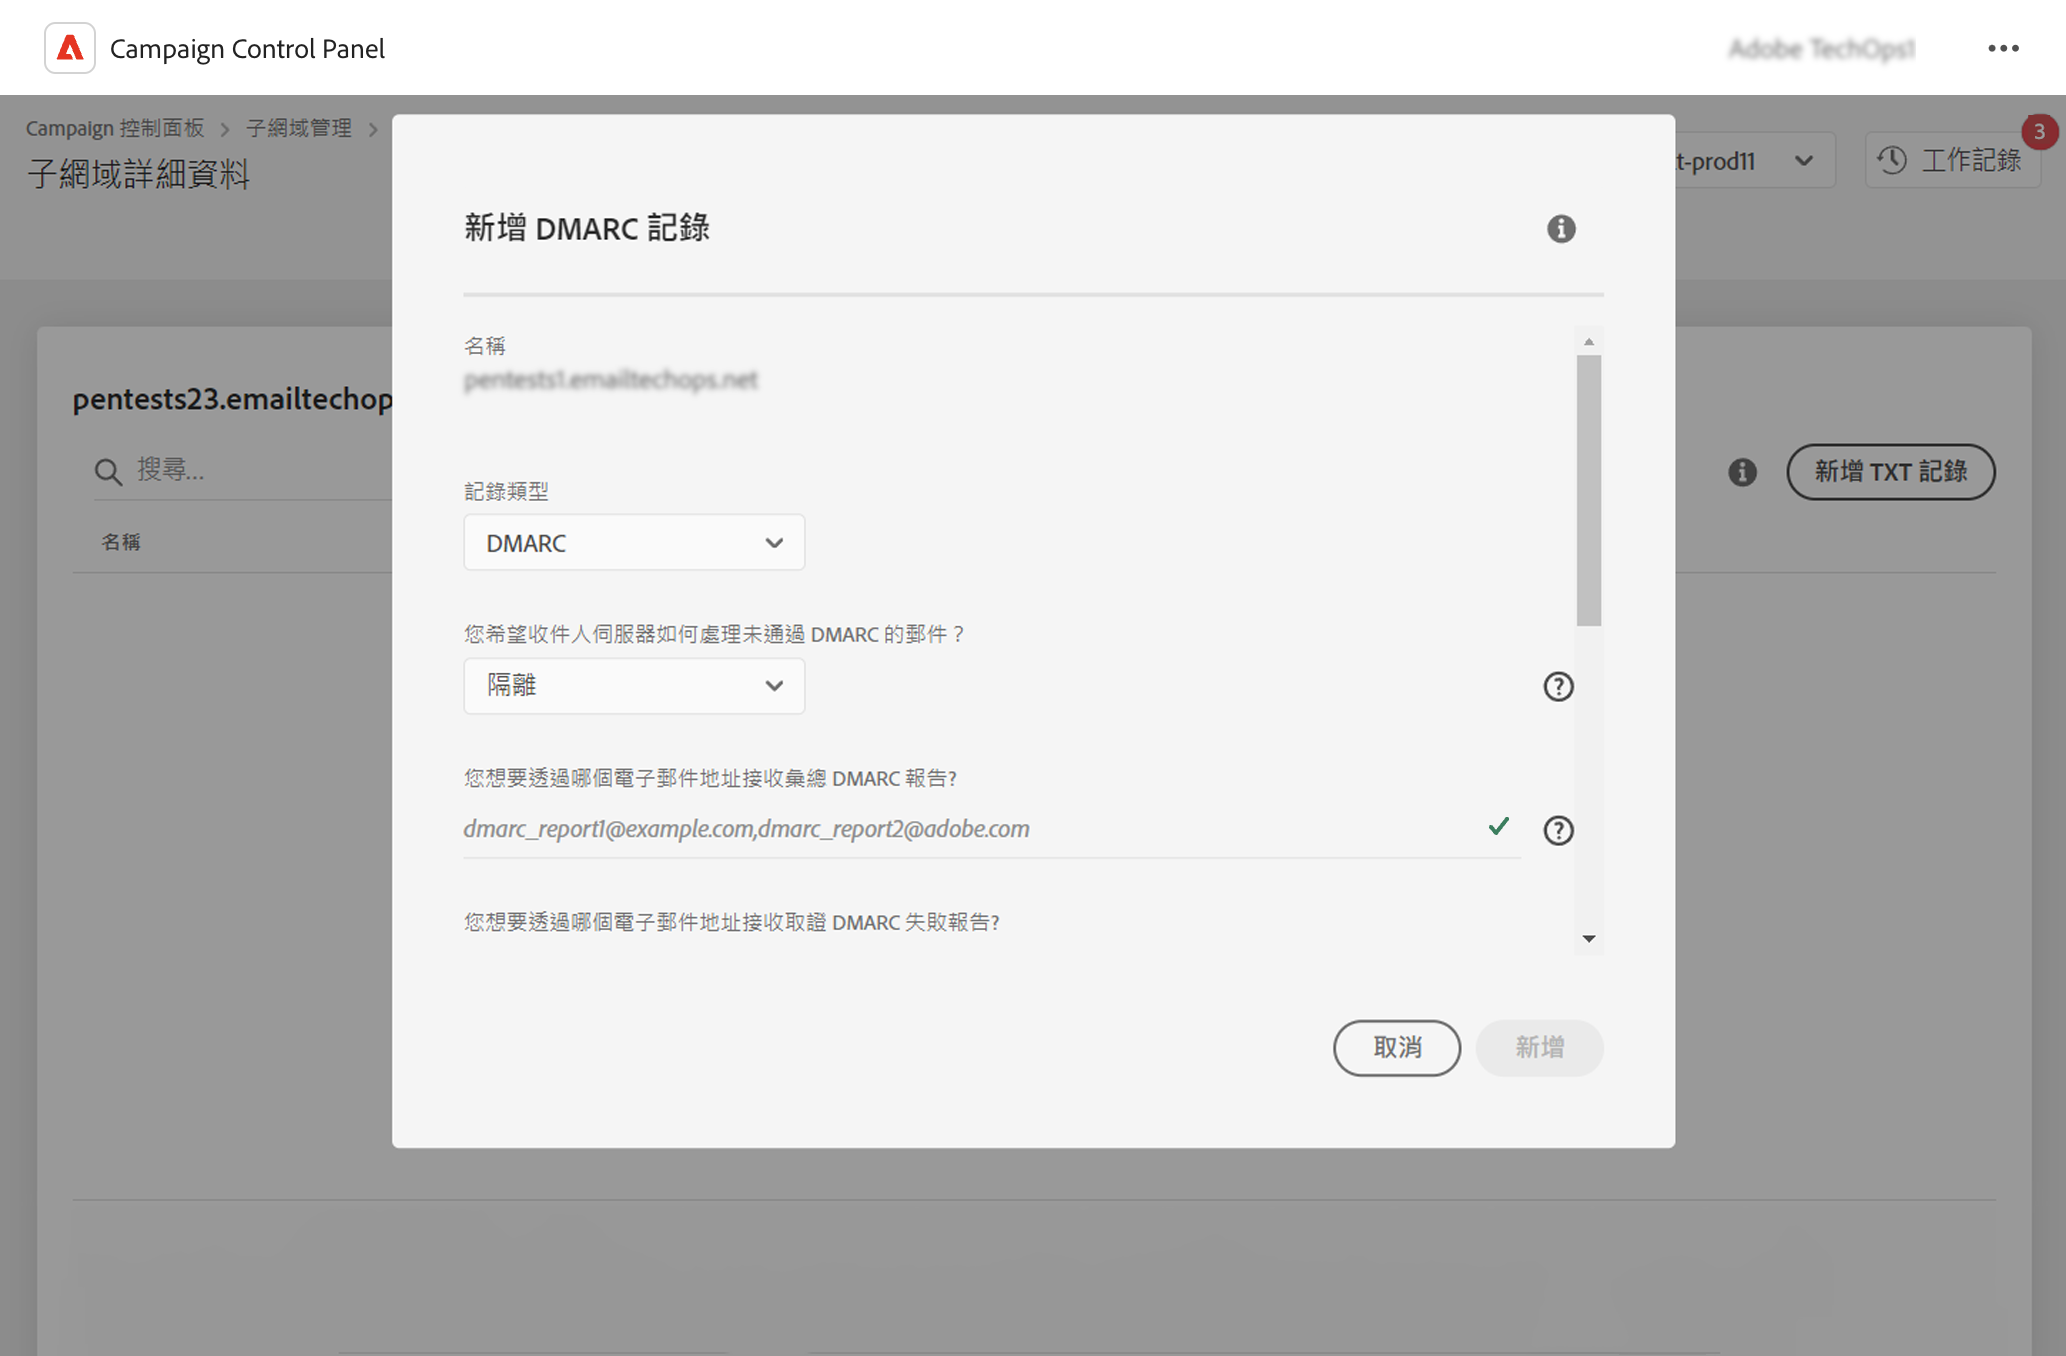 Campaign Control Panel
Adobe TechOps1
Campaign 控制面板 > 子網域管理 >
子網域詳細資料
t-prod11
工作記錄
3
新增 DMARC 記錄
名稱
pentests1.emailtechops.net
pentests23.emailtechop
搜尋...
新增 TXT 記錄
名稱
記錄類型
DMARC
您希望收件人伺服器如何處理未通過 DMARC 的郵件？
隔離
您想要透過哪個電子郵件地址接收彙總 DMARC 報告?
dmarc_report1@example.com,dmarc_report2@adobe.com
您想要透過哪個電子郵件地址接收取證 DMARC 失敗報告?
取消
新增